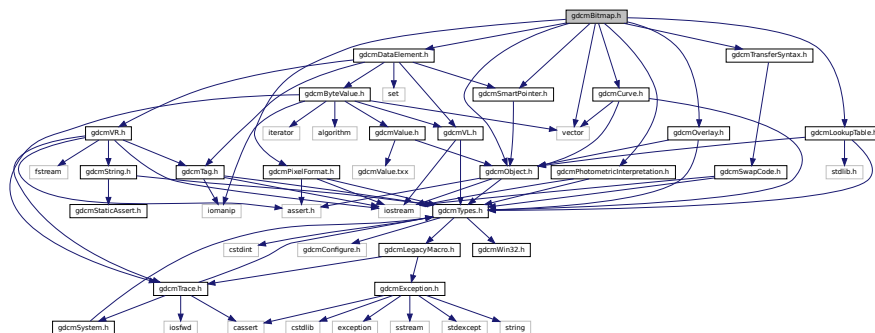 gdcmBitmap.h
gdcmDataElement.h
gdcmTransferSyntax.h
gdcmByteValue.h
set
gdcmSmartPointer.h
gdcmCurve.h
gdcmVR.h
iterator
algorithm
gdcmValue.h
gdcmVL.h
vector
gdcmOverlay.h
gdcmLookupTable.h
fstream
gdcmString.h
gdcmTag.h
gdcmPixelFormat.h
gdcmValue.txx
gdcmObject.h
gdcmPhotometricInterpretation.h
gdcmSwapCode.h
stdlib.h
gdcmStaticAssert.h
iomanip
assert.h
iostream
gdcmTypes.h
cstdint
gdcmConfigure.h
gdcmLegacyMacro.h
gdcmWin32.h
gdcmTrace.h
gdcmException.h
gdcmSystem.h
iosfwd
cassert
cstdlib
exception
sstream
stdexcept
string